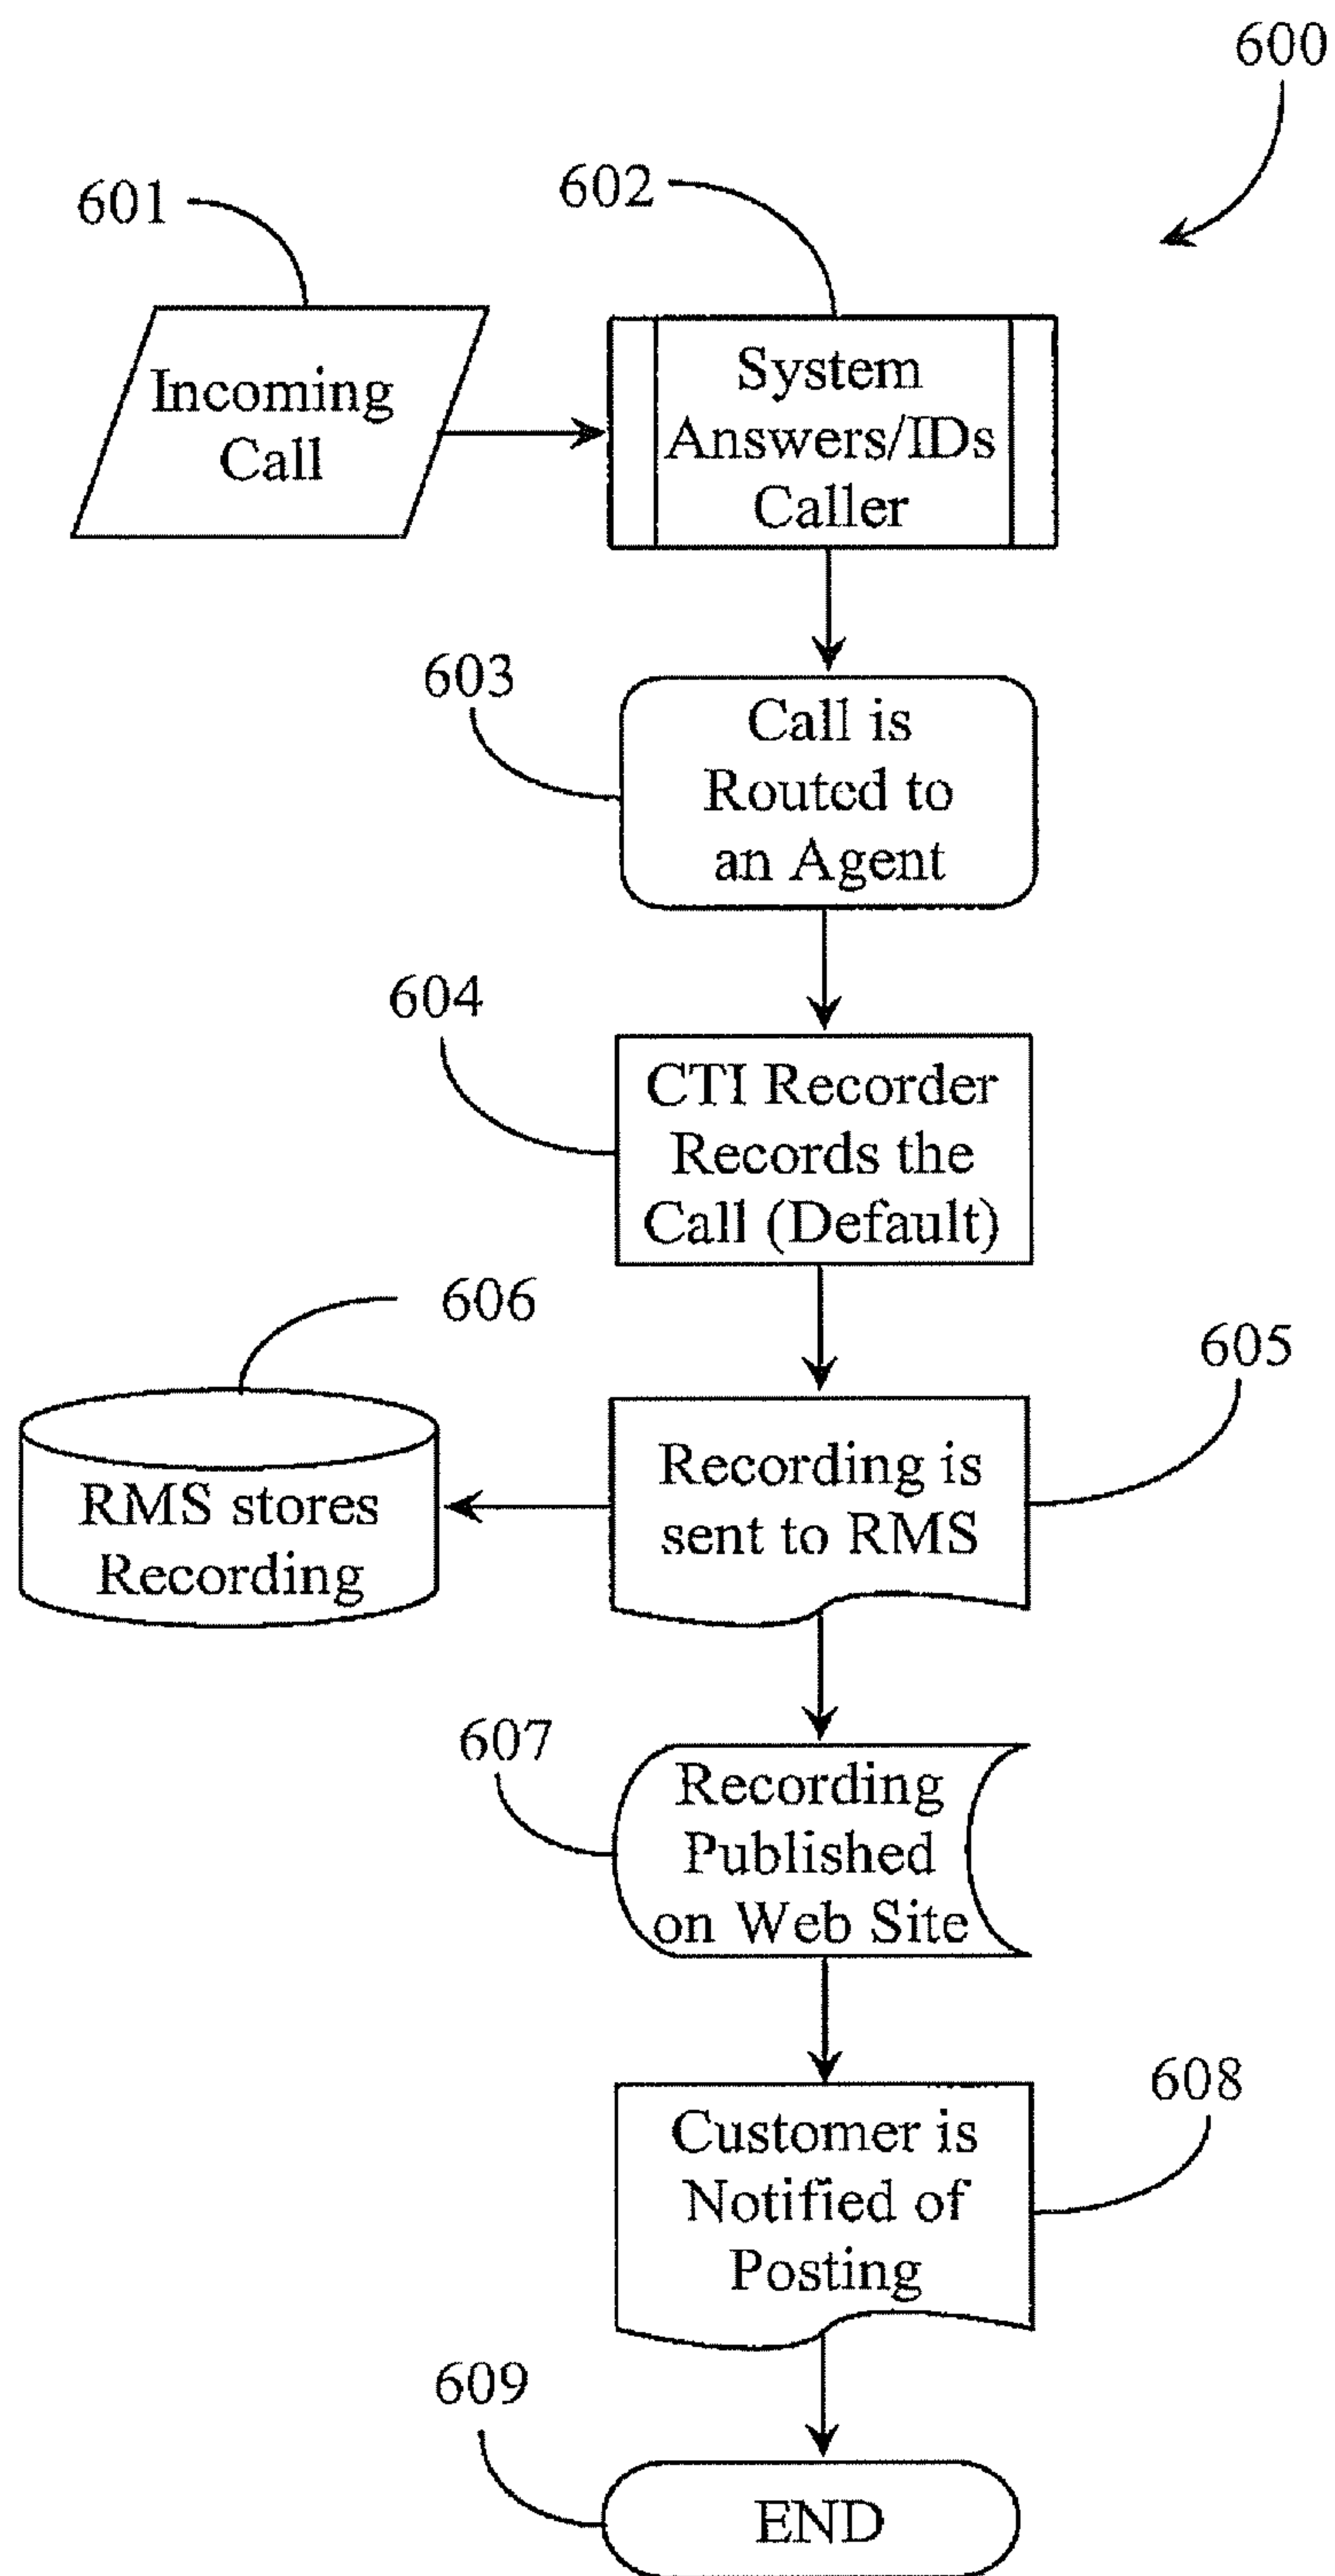 600
601
602
Incoming
Call
System
Answers/IDs
Caller
603
Call is
Routed to
an Agent
604
CTI Recorder
Records the
Call (Default)
606
605
RMS stores
Recording
Recording is
sent to RMS
607
Recording
Published
on Web Site
608
Customer is
Notified of
Posting
609
END